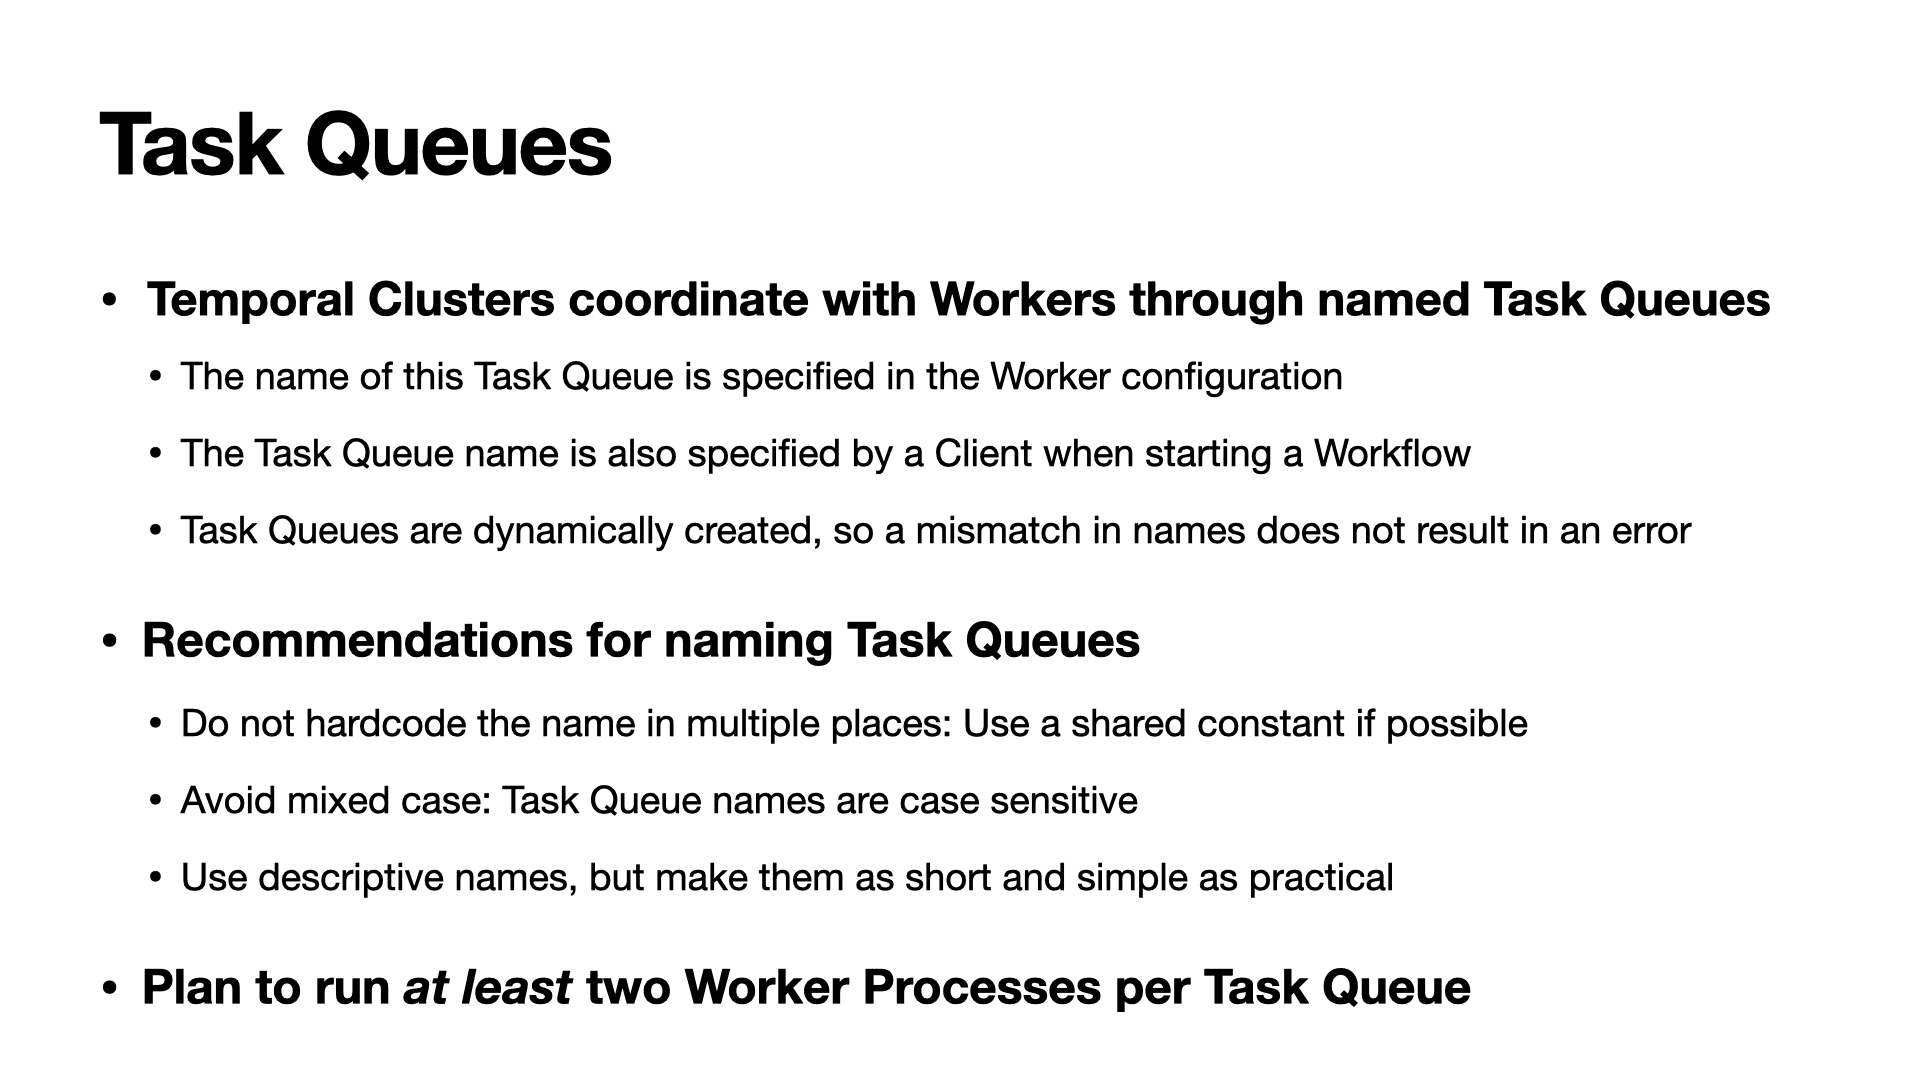 Task Queues
• Temporal Clusters coordinate with Workers through named Task Queues
• The name of this Task Queue is specified in the Worker configuration
• The Task Queue name is also specified by a Client when starting a Workflow
• Task Queues are dynamically created, so a mismatch in names does not result in an error
• Recommendations for naming Task Queues
• Do not hardcode the name in multiple places: Use a shared constant if possible
• Avoid mixed case: Task Queue names are case sensitive
• Use descriptive names, but make them as short and simple as practical
• Plan to run at least two Worker Processes per Task Queue